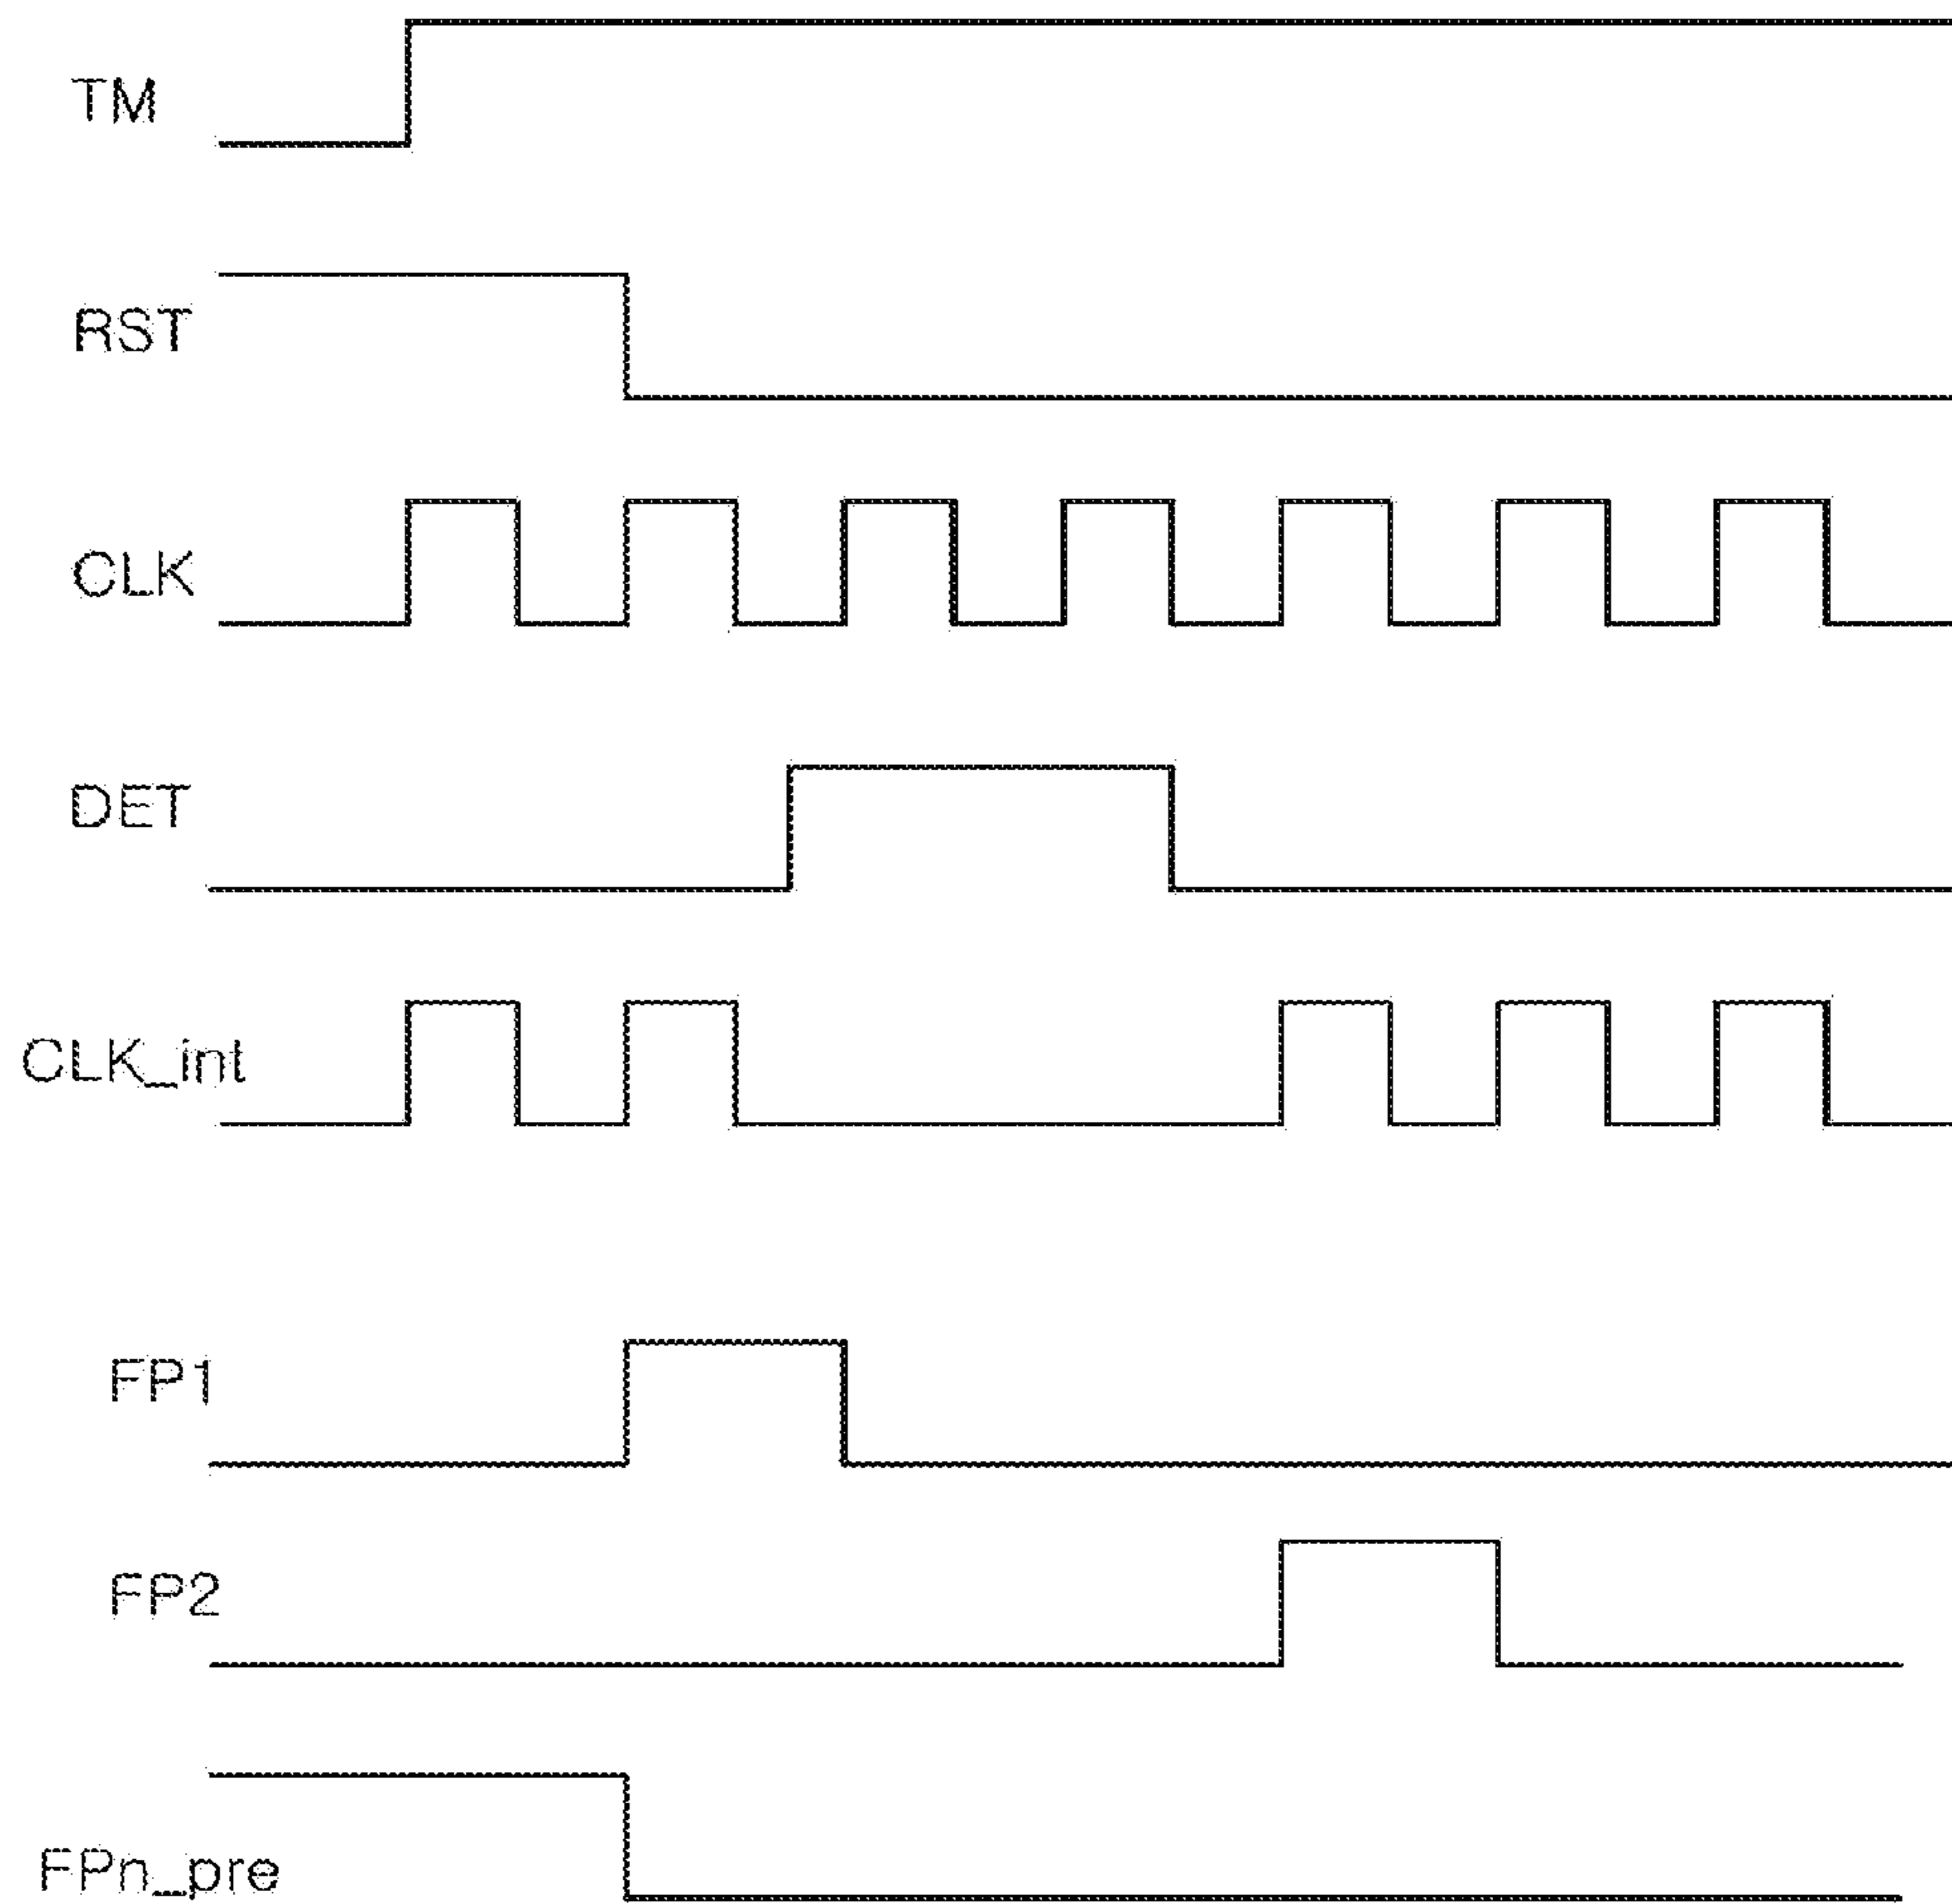 TM
RST
CLK
DET
CLK_int
FP1
FP2
FPn_pre